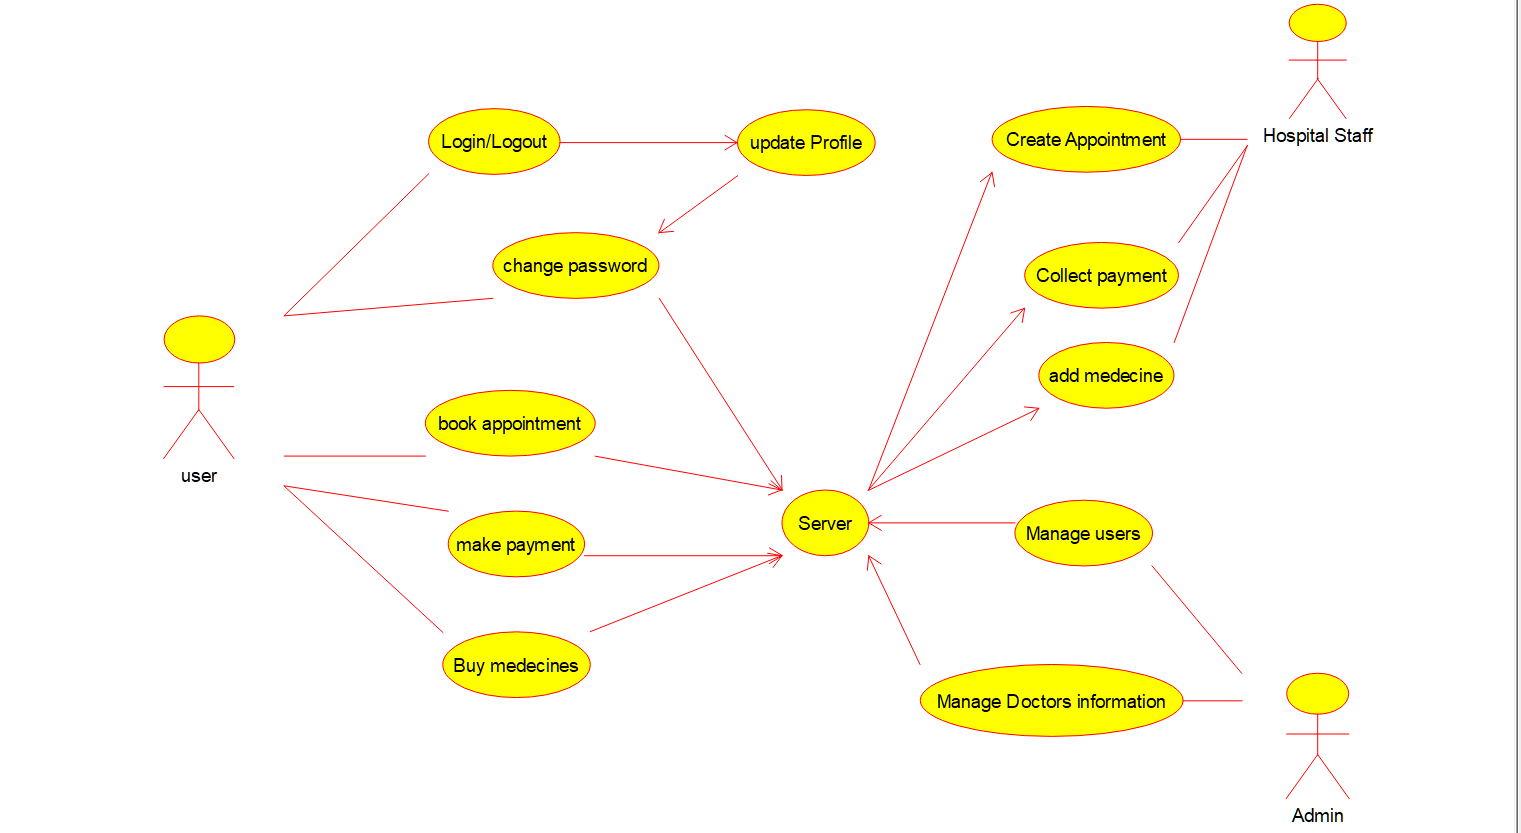 Hospital Staff
Login/Logout
update Profile
Create Appointment
change password
Collect payment
add medecine
user
book appointment
make payment
Server
Manage users
Buy medecines
Manage Doctors information
Admin